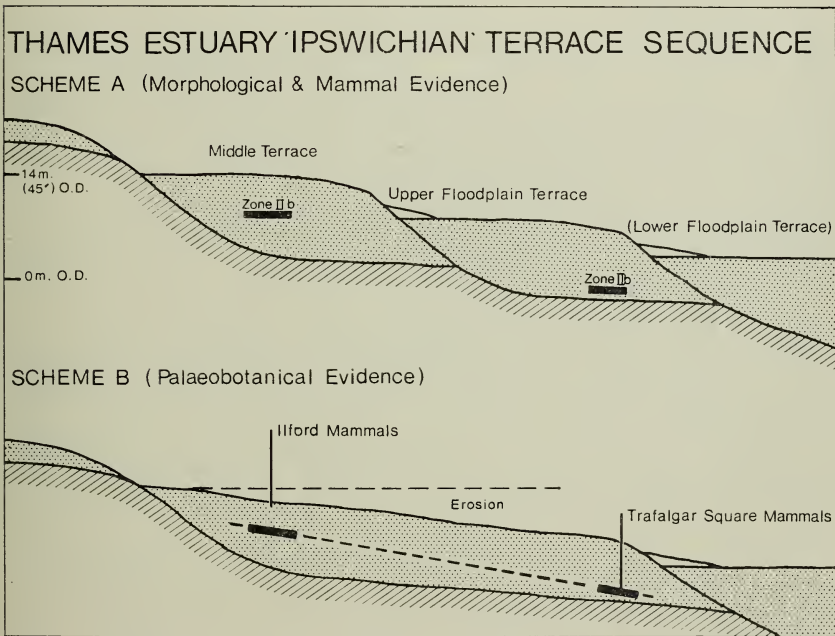 THAMES ESTUARY 'IPSWICHIAN' TERRACE SEQUENCE
SCHEME A (Morphological & Mammal Evidence)
Middle Terrace
14m.
(45') O.D.
Zone II b
Upper Floodplain Terrace
(Lower Floodplain Terrace)
0m. O.D.
Zone IIb
SCHEME B (Palaeobotanical Evidence)
Ilford Mammals
Erosion
Trafalgar Square Mammals